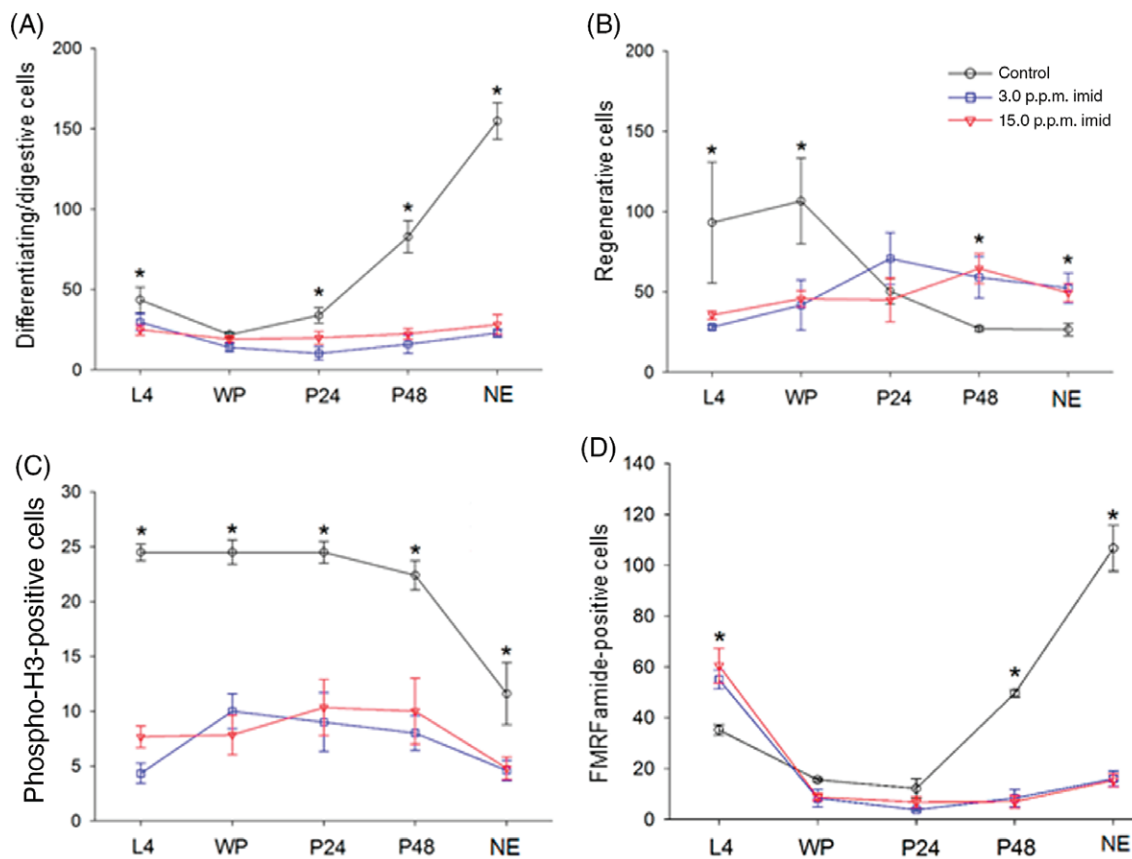 (A)
Differentiating/digestive cells
200
150
100
50
0
*
*
*
*
L4 WP P24 P48 NE
(B)
Regenerative cells
200
150
100
50
0
*
*
*
*
Control
3.0 p.p.m. imid
15.0 p.p.m. imid
L4 WP P24 P48 NE
(C)
Phospho-H3-positive cells
30
25
20
15
10
5
0
*
*
*
*
*
L4 WP P24 P48 NE
(D)
FMRFamide-positive cells
140
120
100
80
60
40
20
0
*
*
*
L4 WP P24 P48 NE